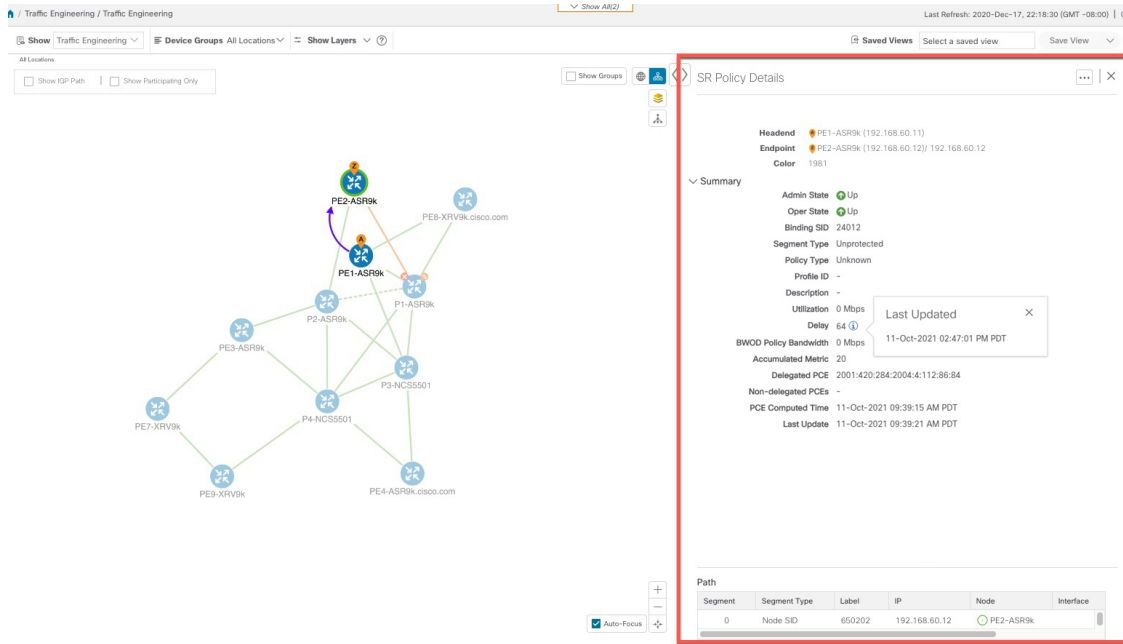 / Traffic Engineering / Traffic Engineering
Show All(2)
Last Refresh: 2020-Dec-17, 22:18:30 (GMT -08:00) |
Show Traffic Engineering Device Groups All Locations Show Layers ?
Saved Views Select a saved view Save View
All Locations
Show IGP Path | Show Participating Only
Show Groups
Z
PE2-ASR9k
PE8-XRV9k.cisco.com
A
PE1-ASR9k
P1-ASR9k
P2-ASR9k
PE3-ASR9k
P3-NCS5501
P4-NCS5501
PE7-XRV9k
PE9-XRV9k
PE4-ASR9k.cisco.com
Auto-Focus
SR Policy Details
Headend PE1-ASR9k (192.168.60.11)
Endpoint PE2-ASR9k (192.168.60.12)/ 192.168.60.12
Color 1981
Summary
Admin State Up
Oper State Up
Binding SID 24012
Segment Type Unprotected
Policy Type Unknown
Profile ID -
Description -
Utilization 0 Mbps
Delay 64
Last Updated
11-Oct-2021 02:47:01 PM PDT
BWOD Policy Bandwidth 0 Mbps
Accumulated Metric 20
Delegated PCE 2001:420:284:2004:4:112:86:84
Non-delegated PCEs -
PCE Computed Time 11-Oct-2021 09:39:15 AM PDT
Last Update 11-Oct-2021 09:39:21 AM PDT
Path
Segment Segment Type Label IP Node Interface
0 Node SID 650202 192.168.60.12 PE2-ASR9k